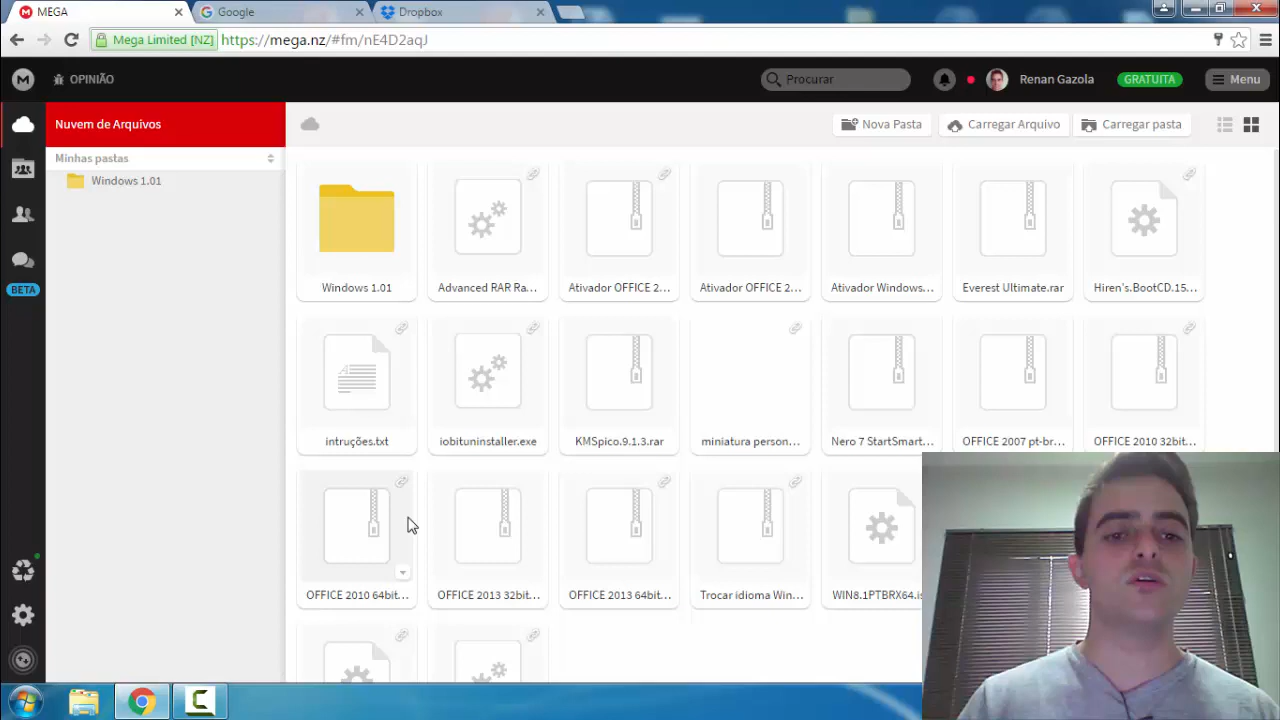 MEGA
Google
Dropbox
Mega Limited [NZ]
https://mega.nz/#fm/nE4D2aqJ
OPINIÃO
Procurar
Renan Gazola
GRATUITA
Menu
Nuvem de Arquivos
Nova Pasta
Carregar Arquivo
Carregar pasta
Minhas pastas
Windows 1.01
BETA
Windows 1.01
Advanced RAR Ra...
Ativador OFFICE 2...
Ativador OFFICE 2...
Ativador Windows...
Everest Ultimate.rar
Hiren's.BootCD.15...
intruções.txt
iobituninstaller.exe
KMSpico.9.1.3.rar
miniatura person...
Nero 7 StartSmart...
OFFICE 2007 pt-br...
OFFICE 2010 32bit...
OFFICE 2010 64bit...
OFFICE 2013 32bit...
OFFICE 2013 64bit...
Trocar idioma Win...
WIN8.1PTBRX64.is